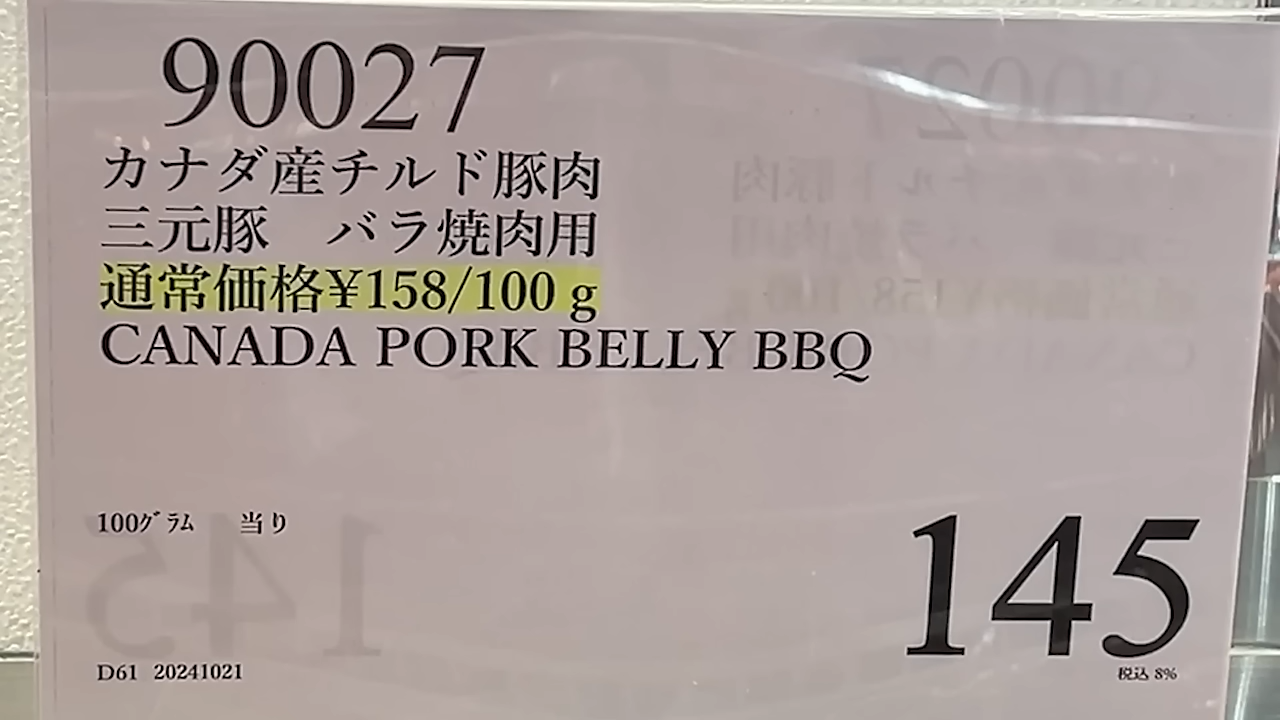 90027
カナダ産チルド豚肉
三元豚　バラ焼肉用
通常価格¥158/100 g
CANADA PORK BELLY BBQ
100ｸﾞﾗﾑ　当り
145
税込 8%
D61 20241021